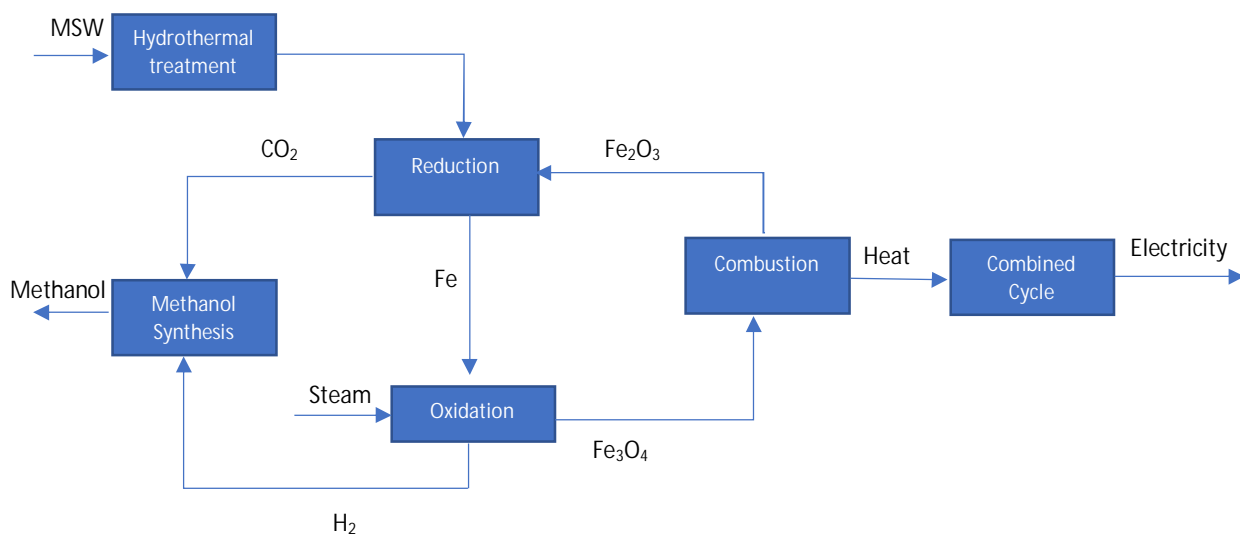 MSW
Hydrothermal
treatment
CO₂
Reduction
Fe₂O₃
Combustion
Heat
Combined
Cycle
Electricity
Methanol
Methanol
Synthesis
Fe
Steam
Oxidation
Fe₃O₄
H₂